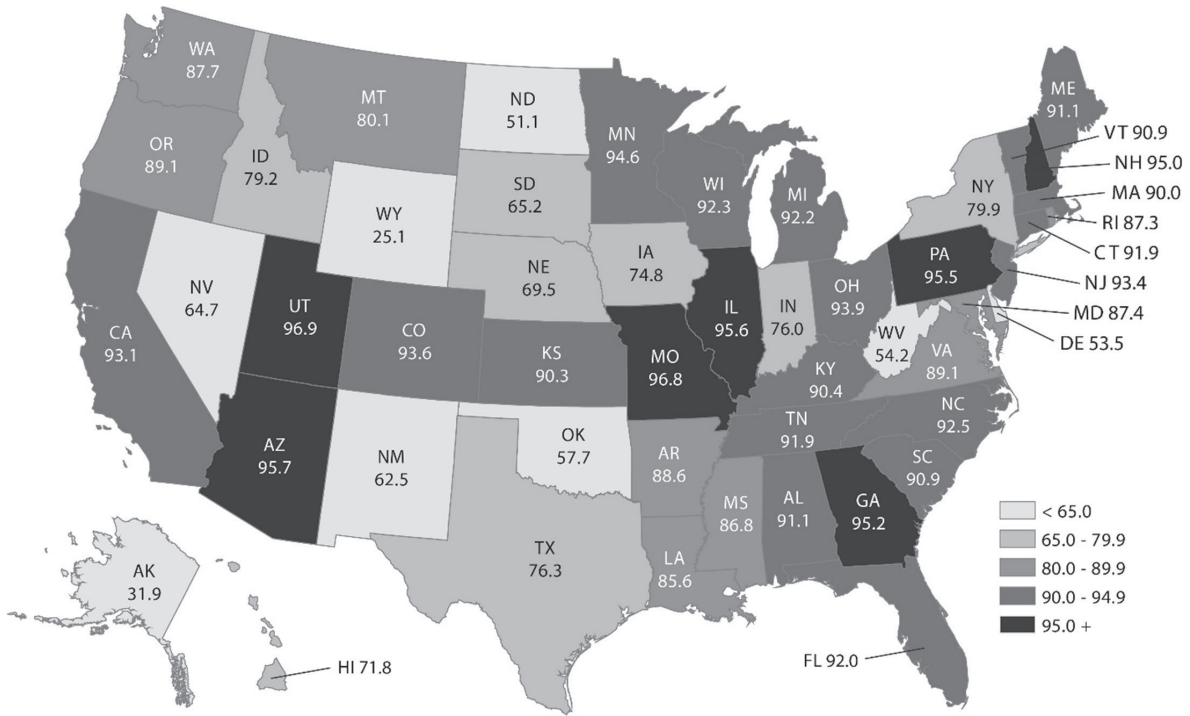 WA
87.7
OR
89.1
ID
79.2
MT
80.1
ND
51.1
MN
94.6
SD
65.2
WY
25.1
NE
69.5
IA
74.8
WI
92.3
MI
92.2
NY
79.9
ME
91.1
VT 90.9
NH 95.0
MA 90.0
RI 87.3
CT 91.9
NJ 93.4
MD 87.4
DE 53.5
PA
95.5
OH
93.9
IN
76.0
IL
95.6
WV
54.2
VA
89.1
KY
90.4
CA
93.1
NV
64.7
UT
96.9
CO
93.6
KS
90.3
MO
96.8
TN
91.9
NC
92.5
SC
90.9
AZ
95.7
NM
62.5
OK
57.7
AR
88.6
MS
86.8
AL
91.1
GA
95.2
TX
76.3
LA
85.6
FL 92.0
AK
31.9
HI 71.8
< 65.0
65.0 - 79.9
80.0 - 89.9
90.0 - 94.9
95.0 +